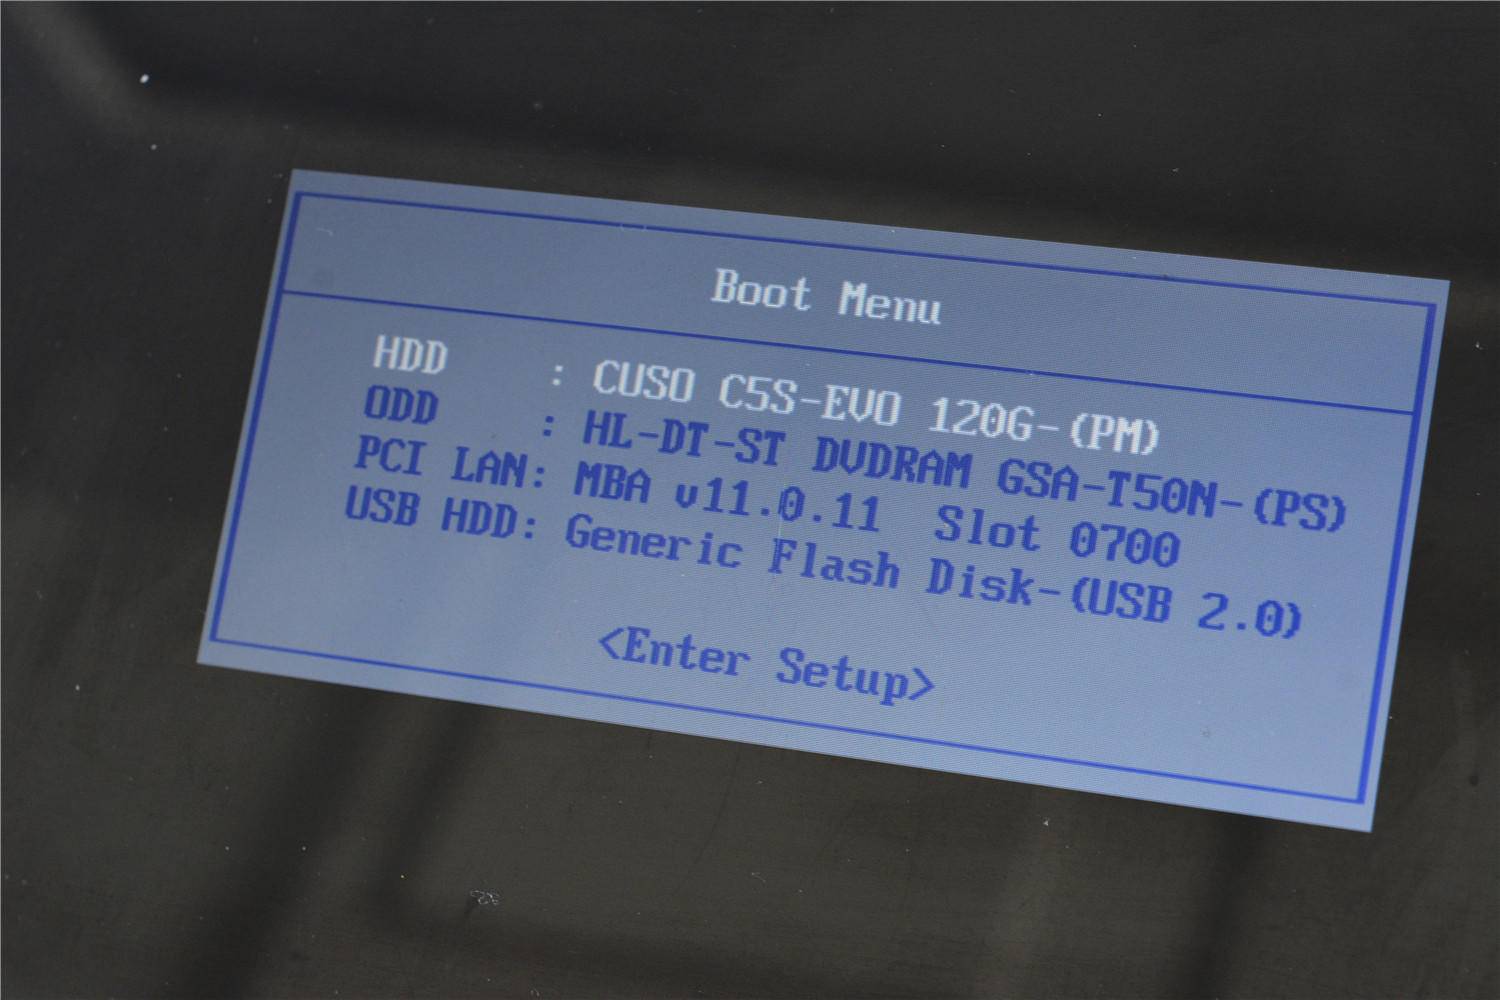 Boot Menu
HDD : CUSO C5S-EVO 120G-(PM)
ODD : HL-DT-ST DVDRAM GSA-T50N-(PS)
PCI LAN: MBA v11.0.11 Slot 0700
USB HDD: Generic Flash Disk-(USB 2.0)
<Enter Setup>